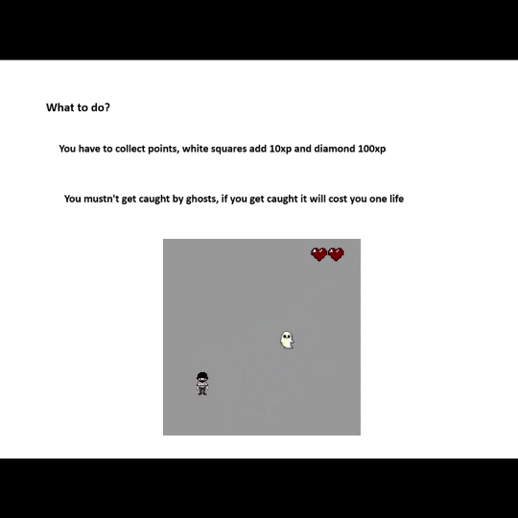 What to do?
You have to collect points, white squares add 10xp and diamond 100xp
You mustn't get caught by ghosts, if you get caught it will cost you one life